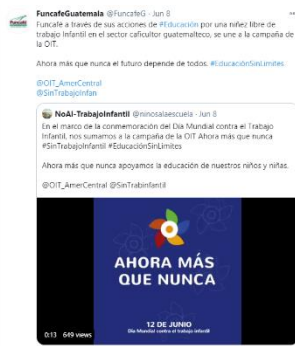 FuncafeGuatemala @FuncafeG · Jun 8
Funcafé a través de sus acciones de #Educación por una niñez libre de
trabajo Infantil en el sector caficultor guatemalteco, se une a la campaña de
la OIT.
Ahora más que nunca el futuro depende de todos. #EducaciónSinLimites
@OIT_AmerCentral
@SinTrabajoInfan
NoAl-TrabajoInfantil @ninosalaescuela · Jun 8
En el marco de la conmemoración del Día Mundial contra el Trabajo
Infantil, nos sumamos a la campaña de la OIT Ahora más que nunca
#SinTrabajoInfantil #EducaciónSinLimites
Ahora más que nunca apoyamos la educación de nuestros niños y niñas.
@OIT_AmerCentral @SinTrabinfantil
AHORA MÁS
QUE NUNCA
12 DE JUNIO
Día Mundial contra el trabajo infantil
0:13 649 views